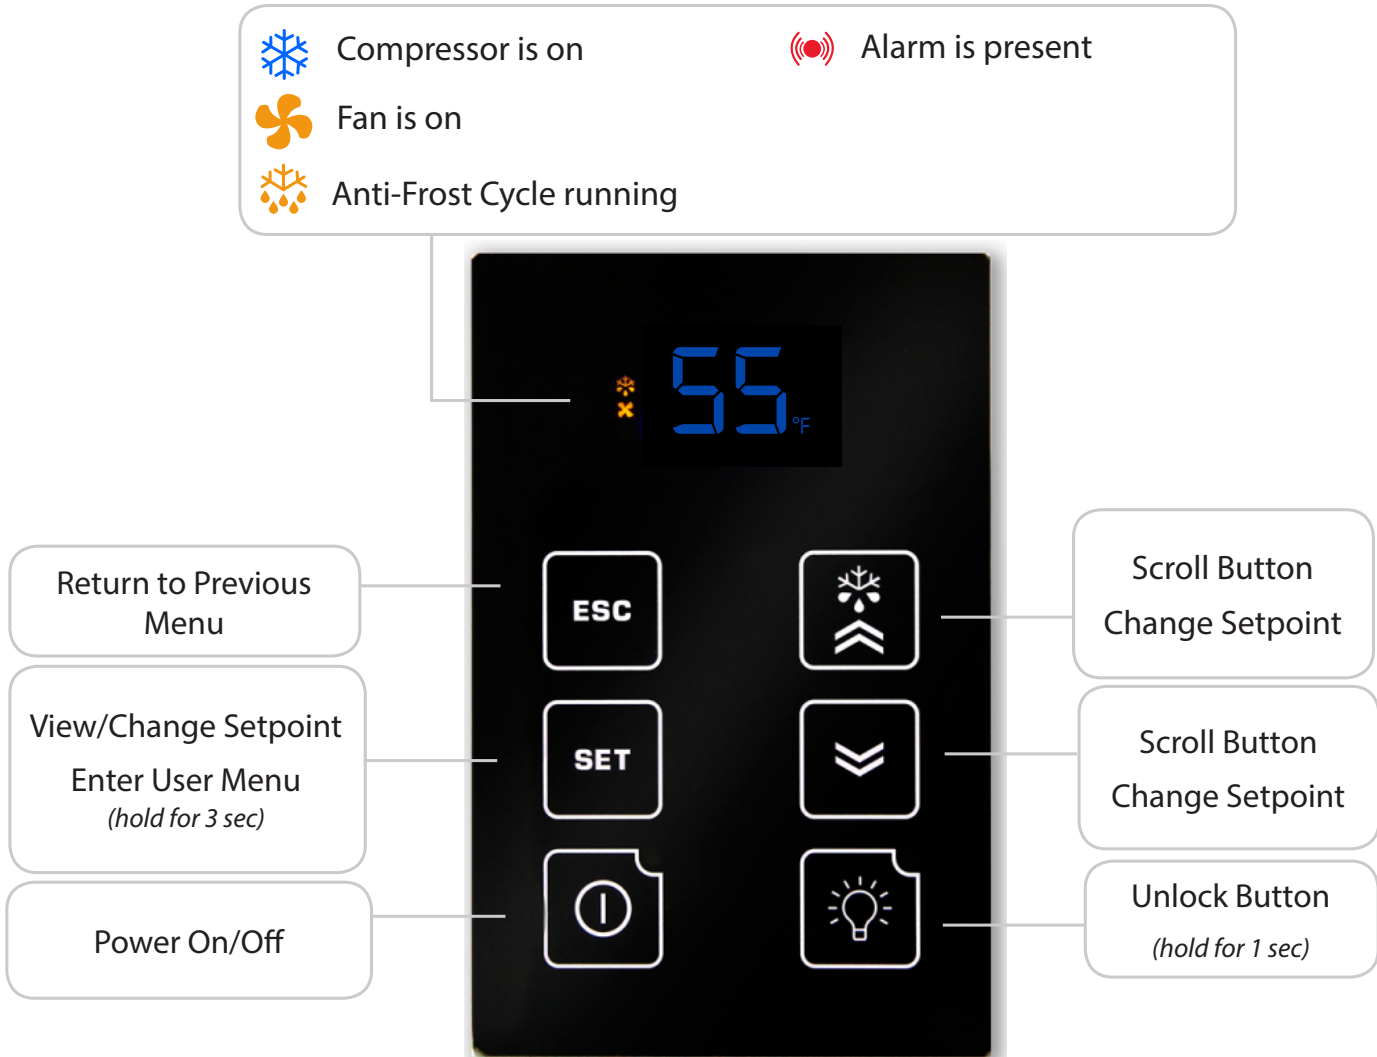 Compressor is on
Alarm is present
Fan is on
Anti-Frost Cycle running
55 °F
Return to Previous
Menu
ESC
Scroll Button
Change Setpoint
View/Change Setpoint
Enter User Menu
(hold for 3 sec)
SET
Scroll Button
Change Setpoint
Power On/Off
Unlock Button
(hold for 1 sec)